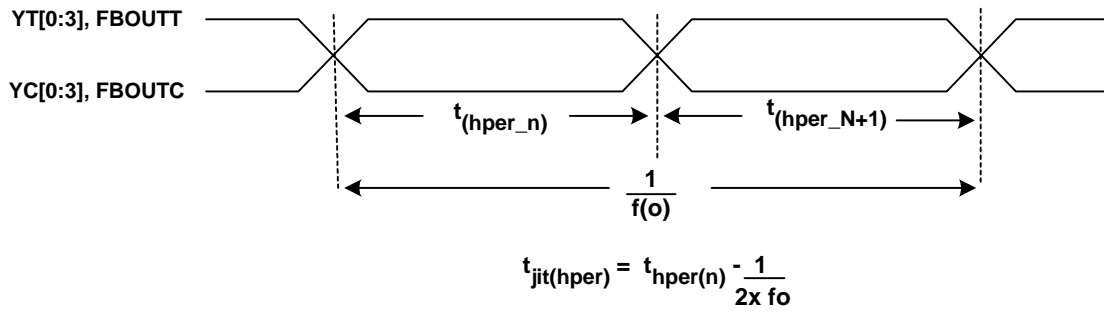 YT[0:3], FBOUTT
YC[0:3], FBOUTC
t(hper_n)
t(hper_N+1)
1
f(o)
tjit(hper) = thper(n) - 1
2x fo